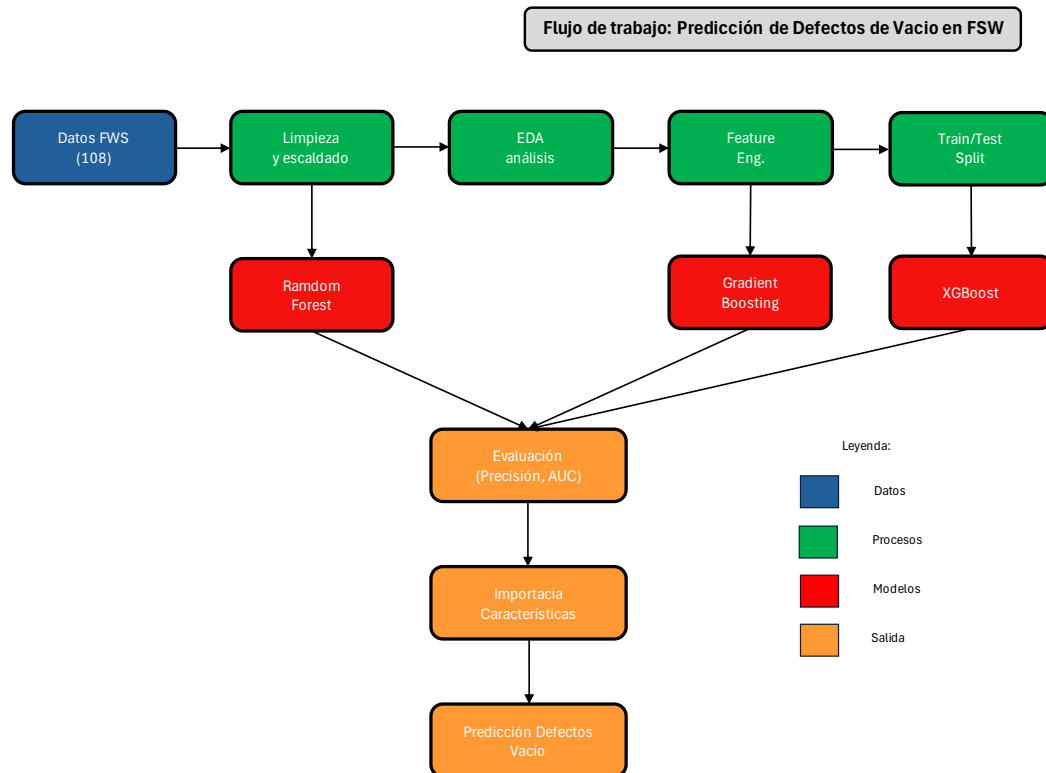 Flujo de trabajo: Predicción de Defectos de Vacio en FSW
Datos FWS
(108)
Limpieza
y escaldado
EDA
análisis
Feature
Eng.
Train/Test
Split
Ramdom
Forest
Gradient
Boosting
XGBoost
Evaluación
(Precisión, AUC)
Importacia
Características
Predicción Defectos
Vacío
Leyenda:
Datos
Procesos
Modelos
Salida